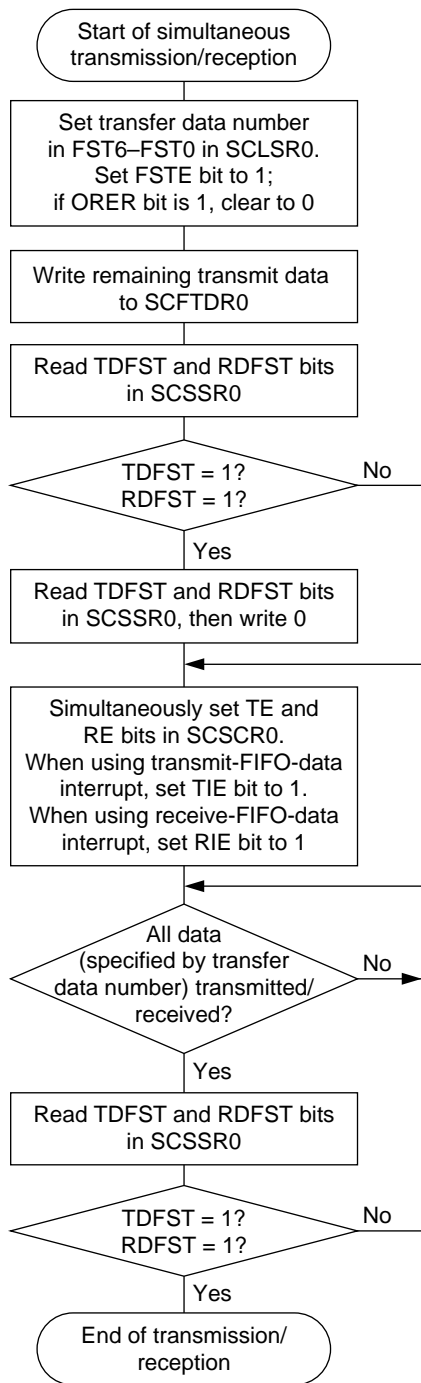 Start of simultaneous
transmission/reception
Set transfer data number
in FST6–FST0 in SCLSR0.
Set FSTE bit to 1;
if ORER bit is 1, clear to 0
Write remaining transmit data
to SCFTDR0
Read TDFST and RDFST bits
in SCSSR0
TDFST = 1?
RDFST = 1?
No
Yes
Read TDFST and RDFST bits
in SCSSR0, then write 0
Simultaneously set TE and
RE bits in SCSCR0.
When using transmit-FIFO-data
interrupt, set TIE bit to 1.
When using receive-FIFO-data
interrupt, set RIE bit to 1
All data
(specified by transfer
data number) transmitted/
received?
No
Yes
Read TDFST and RDFST bits
in SCSSR0
TDFST = 1?
RDFST = 1?
No
Yes
End of transmission/
reception